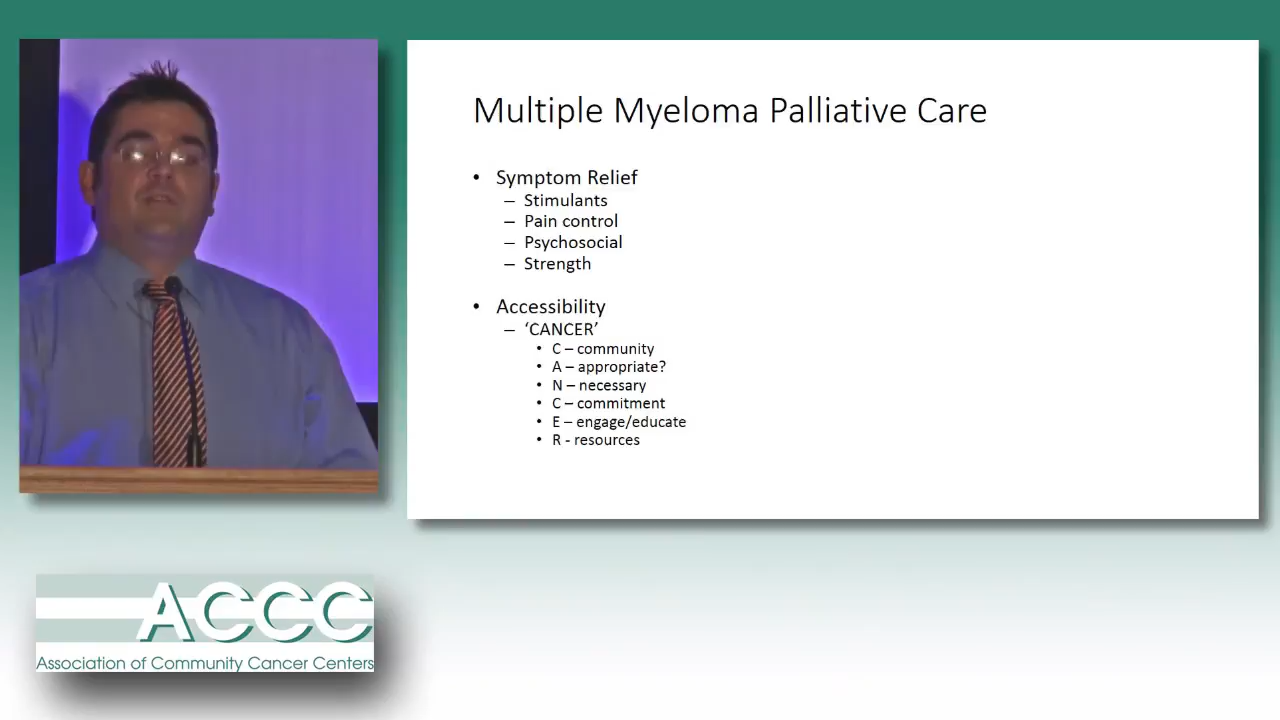 Multiple Myeloma Palliative Care
• Symptom Relief
– Stimulants
– Pain control
– Psychosocial
– Strength
• Accessibility
– ‘CANCER’
• C – community
• A – appropriate?
• N – necessary
• C – commitment
• E – engage/educate
• R - resources
ACCC
Association of Community Cancer Centers